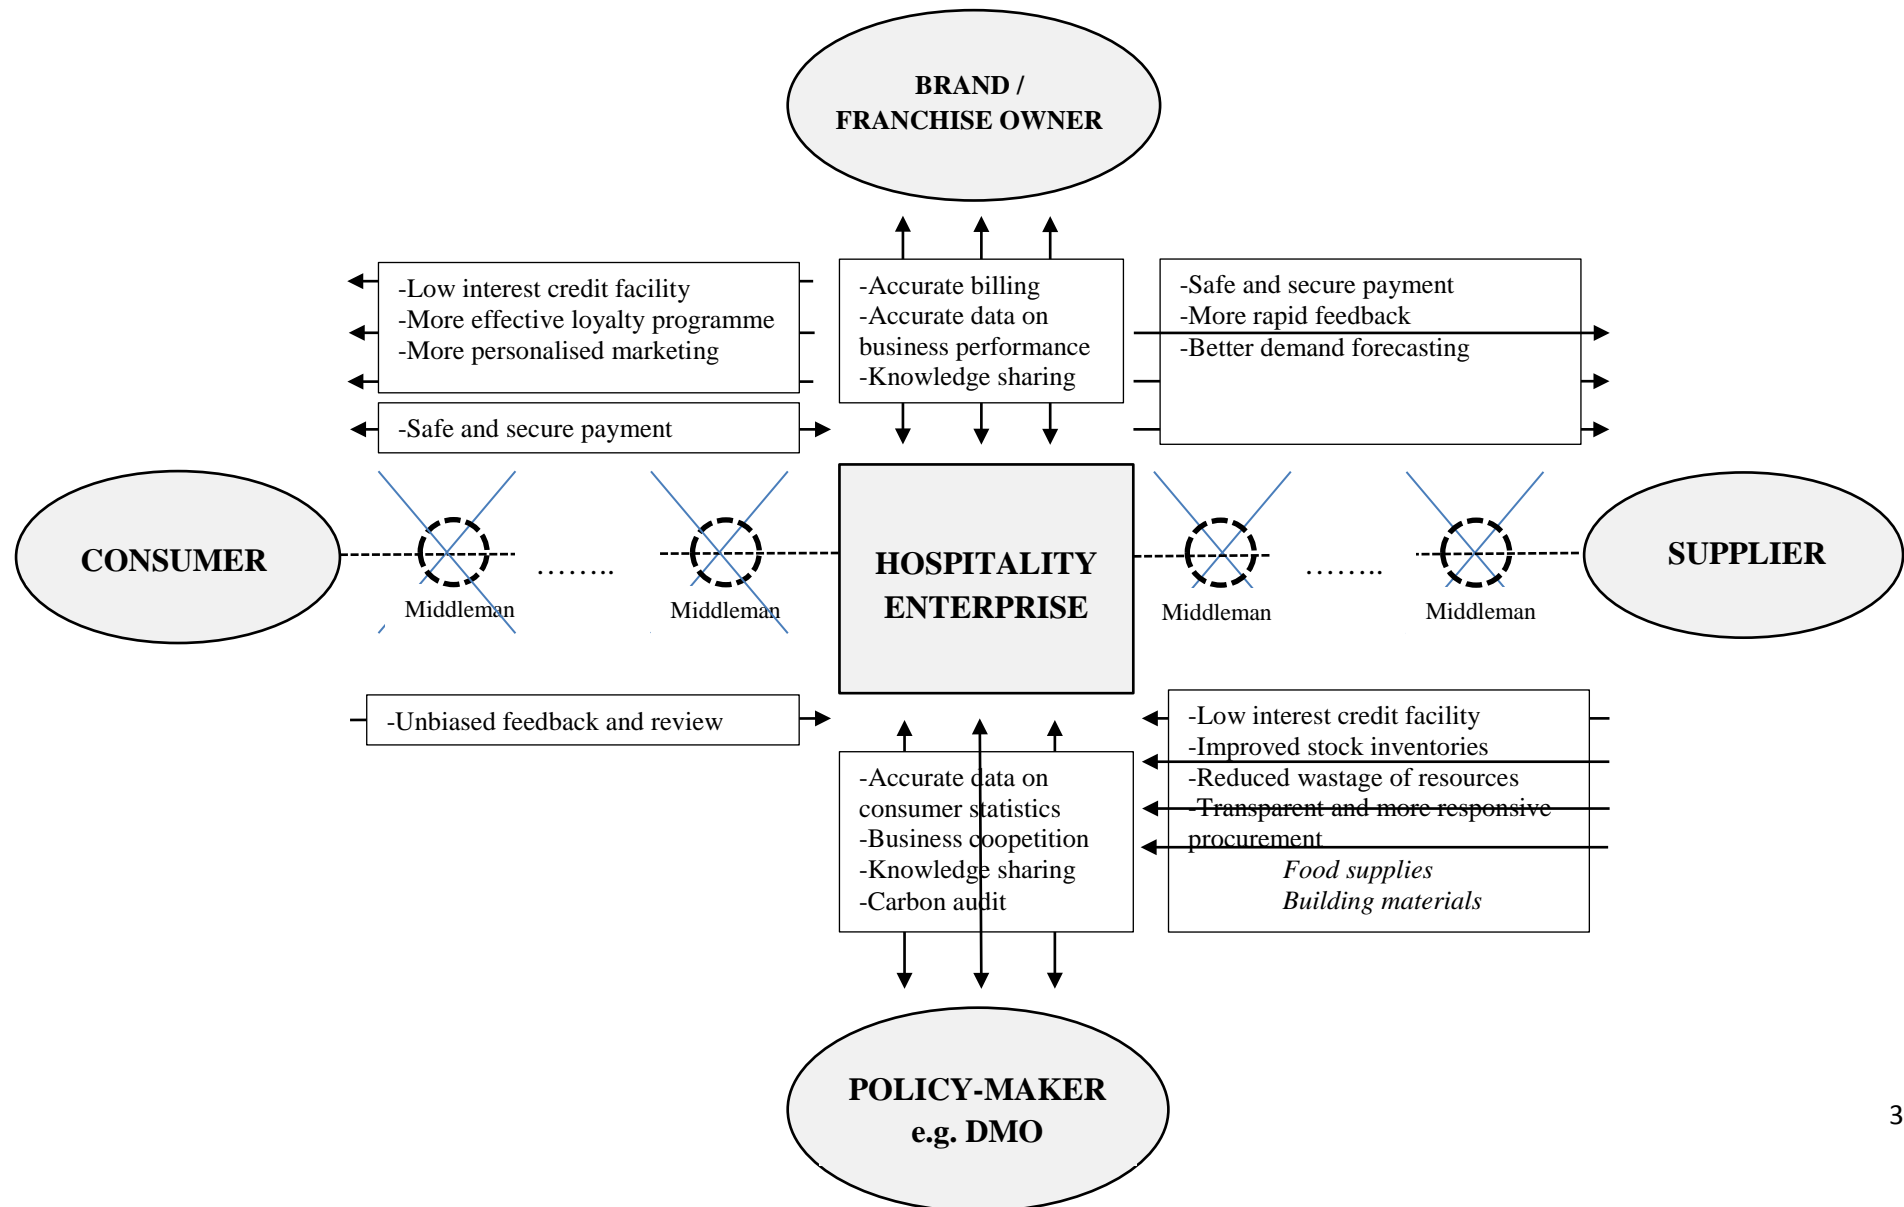 BRAND /
FRANCHISE OWNER
-Low interest credit facility
-More effective loyalty programme
-More personalised marketing
-Accurate billing
-Accurate data on
business performance
-Knowledge sharing
-Safe and secure payment
-More rapid feedback
-Better demand forecasting
-Safe and secure payment
CONSUMER
Middleman
........
Middleman
HOSPITALITY
ENTERPRISE
Middleman
........
Middleman
SUPPLIER
-Unbiased feedback and review
-Accurate data on
consumer statistics
-Business coopetition
-Knowledge sharing
-Carbon audit
-Low interest credit facility
-Improved stock inventories
-Reduced wastage of resources
-Transparent and more responsive
procurement
Food supplies
Building materials
POLICY-MAKER
e.g. DMO
3